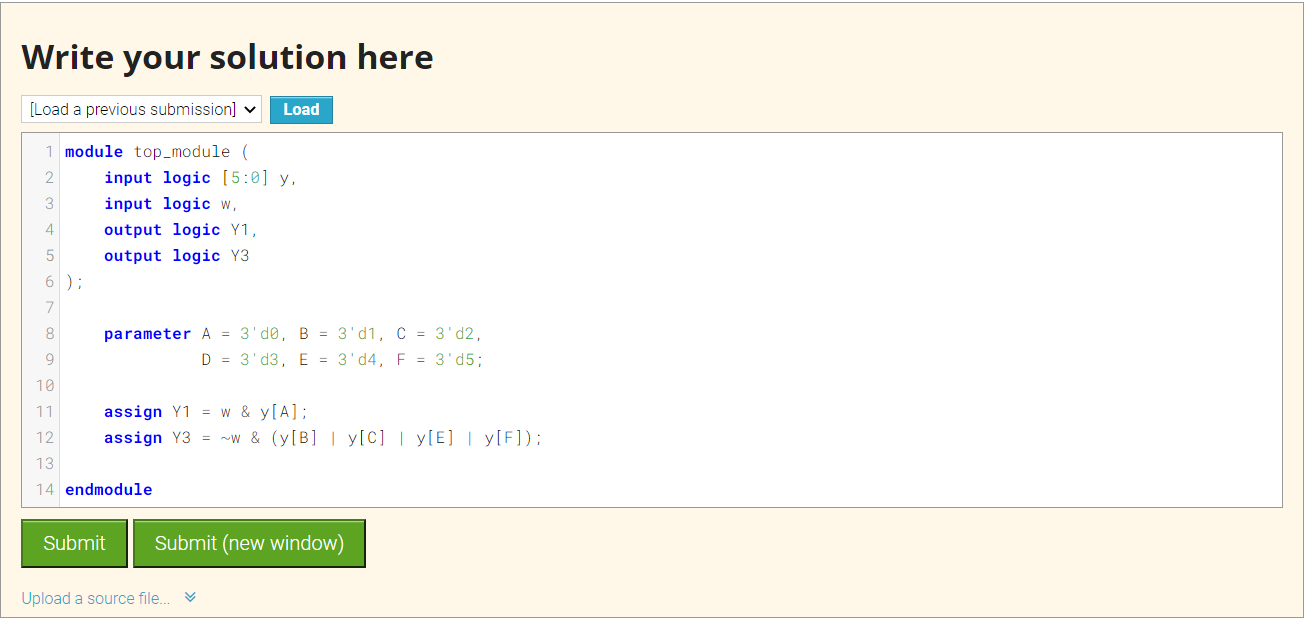 Write your solution here
[Load a previous submission] Load
1 module top_module (
2     input logic [5:0] y,
3     input logic w,
4     output logic Y1,
5     output logic Y3
6 );
7
8     parameter A = 3'd0, B = 3'd1, C = 3'd2,
9               D = 3'd3, E = 3'd4, F = 3'd5;
10
11     assign Y1 = w & y[A];
12     assign Y3 = ~w & (y[B] | y[C] | y[E] | y[F]);
13
14 endmodule
Submit Submit (new window)
Upload a source file...